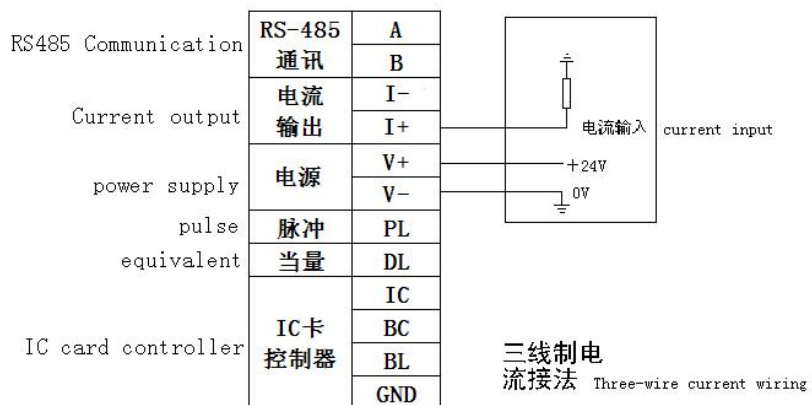 RS485 Communication
RS-485
通讯
A
B
Current output
电流
输出
I-
I+
power supply
电源
V+
V-
pulse
脉冲
PL
equivalent
当量
DL
IC card controller
IC卡
控制器
IC
BC
BL
GND
电流输入
current input
+24V
0V
三线制电
流接法 Three-wire current wiring